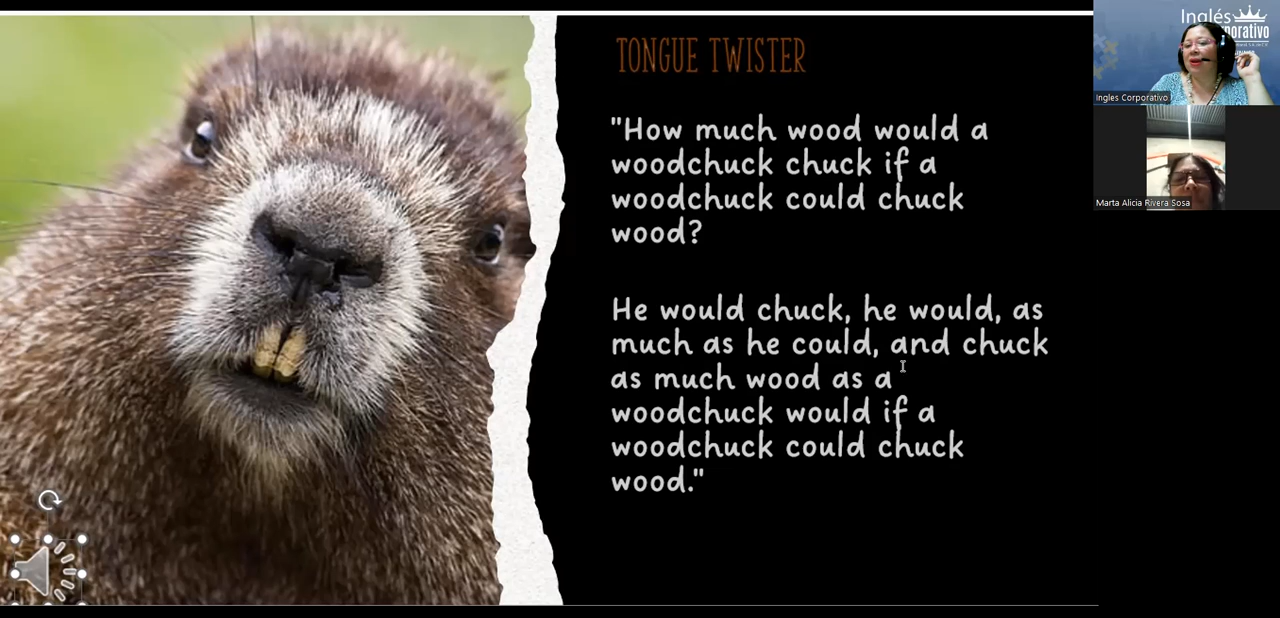 TONGUE TWISTER
"How much wood would a
woodchuck chuck if a
woodchuck could chuck
wood?
He would chuck, he would, as
much as he could, and chuck
as much wood as a
woodchuck would if a
woodchuck could chuck
wood."
Inglés
Ingles Corporativo
Marta Alicia Rivera Sosa